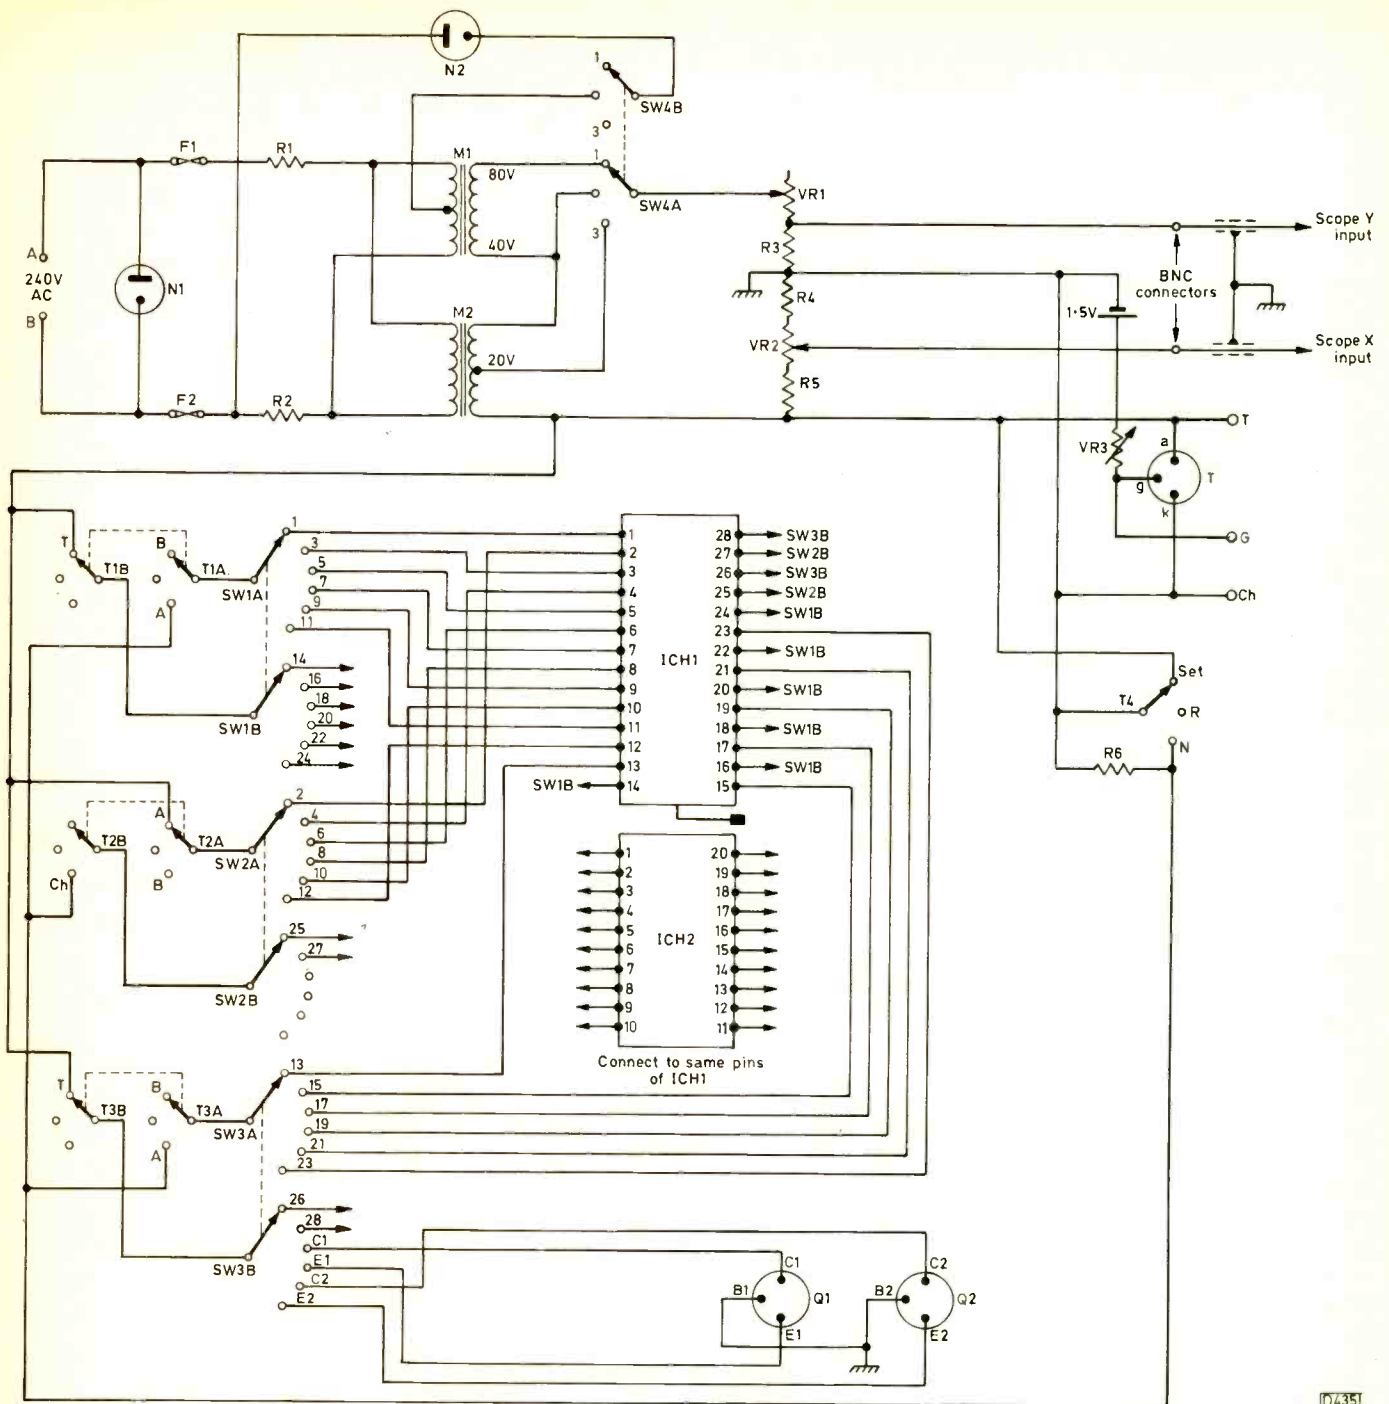 N2
1
SW4B
3
F1
R1
M1
80V
1
SW4A
VR1
40V
3
R3
Scope Y
input
A
240V
AC
B
N1
R4
BNC
connectors
1·5V
M2
20V
VR2
Scope X
input
R5
F2
R2
T
VR3
a
g
T
k
G
Ch
T
T1B
B
T1A
A
SW1A
1
3
5
7
9
11
SW1B
14
16
18
20
22
24
1
2
3
4
5
6
7
8
9
10
11
12
13
SW1B
14
ICH1
28
SW3B
27
SW2B
26
SW3B
25
SW2B
24
SW1B
23
22
SW1B
21
20
SW1B
19
18
SW1B
17
16
SW1B
15
Set
T4
R
N
R6
T2B
Ch
A
T2A
B
SW2A
2
4
6
8
10
12
SW2B
25
27
1
2
3
4
5
6
7
8
9
10
ICH2
20
19
18
17
16
15
14
13
12
11
Connect to same pins
of ICH1
T
T3B
B
T3A
A
SW3A
13
15
17
19
21
23
SW3B
26
28
C1
E1
C2
E2
C1
B1
Q1
E1
C2
B2
Q2
E2
D435